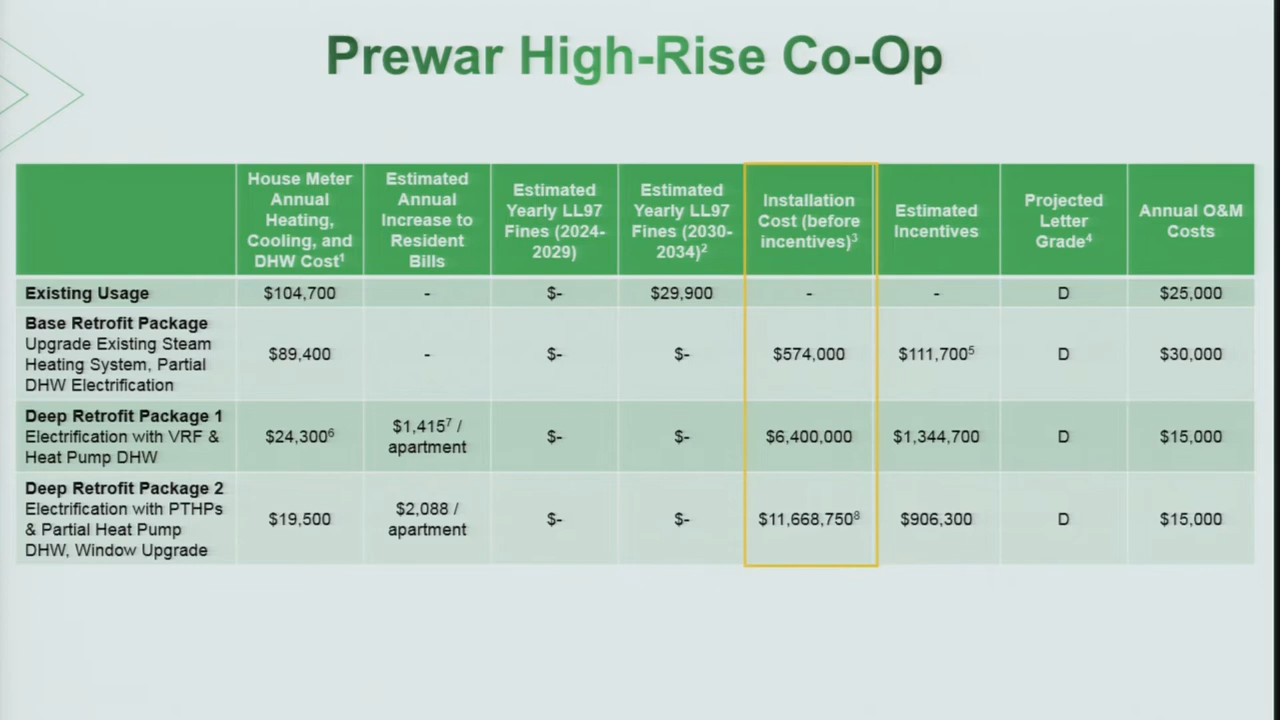 Prewar High-Rise Co-Op
House Meter
Annual
Heating,
Cooling, and
DHW Cost¹
Estimated
Annual
Increase to
Resident
Bills
Estimated
Yearly LL97
Fines (2024-
2029)
Estimated
Yearly LL97
Fines (2030-
2034)²
Installation
Cost (before
incentives)³
Estimated
Incentives
Projected
Letter
Grade⁴
Annual O&M
Costs
Existing Usage
$104,700
-
$-
$29,900
-
-
D
$25,000
Base Retrofit Package
Upgrade Existing Steam
Heating System, Partial
DHW Electrification
$89,400
-
$-
$-
$574,000
$111,700⁵
D
$30,000
Deep Retrofit Package 1
Electrification with VRF &
Heat Pump DHW
$24,300⁶
$1,415⁷ /
apartment
$-
$-
$6,400,000
$1,344,700
D
$15,000
Deep Retrofit Package 2
Electrification with PTHPs
& Partial Heat Pump
DHW, Window Upgrade
$19,500
$2,088 /
apartment
$-
$-
$11,668,750⁸
$906,300
D
$15,000